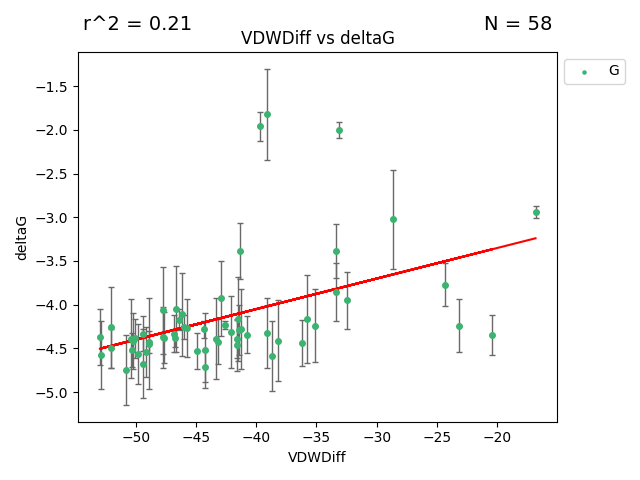 r^2 = 0.21
N = 58
VDWDiff vs deltaG
G
−1.5
−2.0
−2.5
−3.0
−3.5
−4.0
−4.5
−5.0
deltaG
−50
−45
−40
−35
−30
−25
−20
VDWDiff